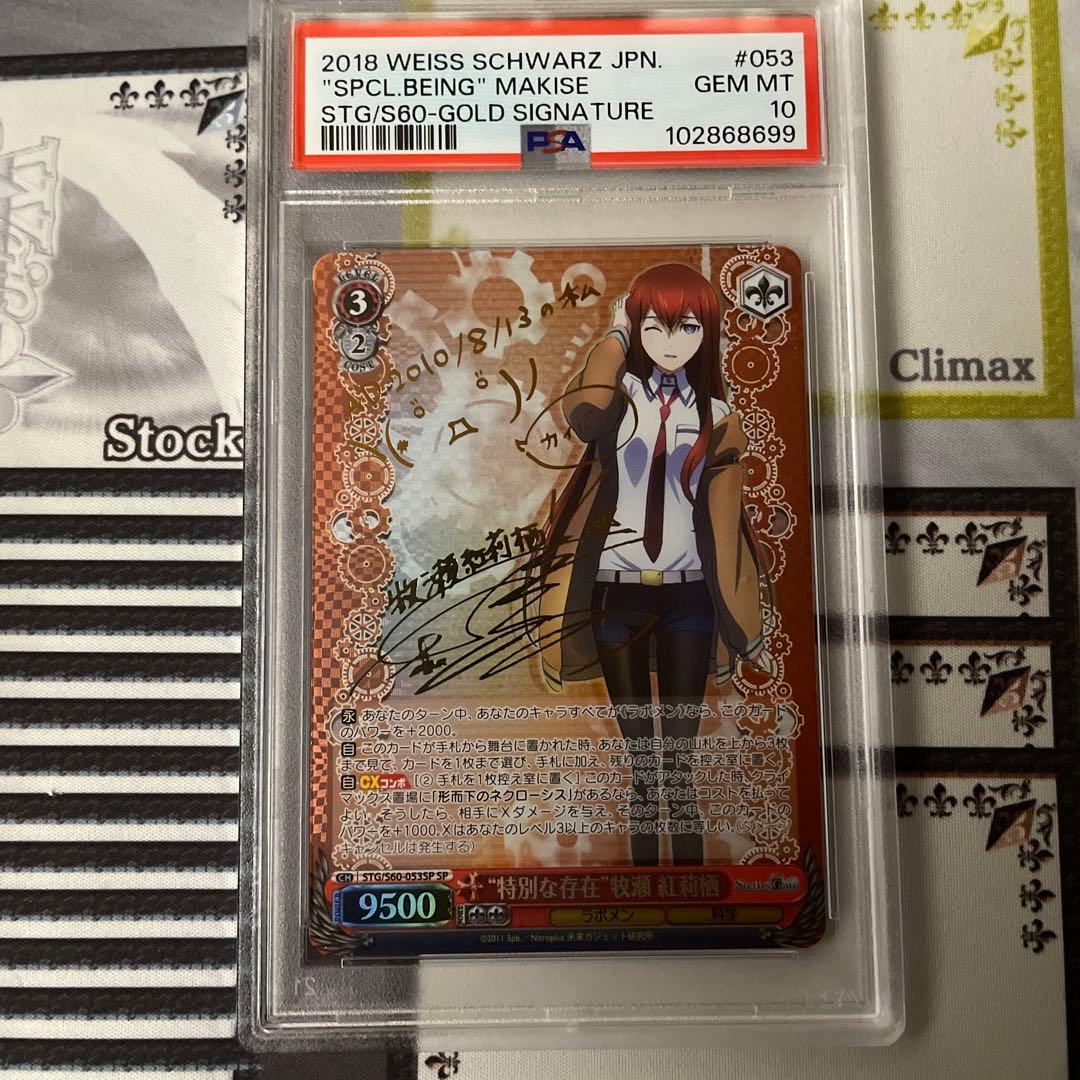 2018 WEISS SCHWARZ JPN. #053
"SPCL.BEING" MAKISE GEM MT
STG/S60-GOLD SIGNATURE 10
PSA 102868699
LEVEL
3
2
COST
AD 2010/8/13の私
牧瀬紅莉栖
Stock
Climax
永 あなたのターン中、あなたのキャラすべてが《ラボメン》なら、このカード
のパワーを+2000。
自 このカードが手札から舞台に置かれた時、あなたは自分の山札を上から3枚
まで見て、カードを1枚まで選び、手札に加え、残りのカードを控え室に置く。
自 CXコンボ [② 手札を1枚控え室に置く] このカードがアタックした時、クライ
マックス置場に「形而下のネクローシス」があるなら、あなたはコストを払ってよい。
そうしたら、相手にXダメージを与え、そのターン中、このカードの
パワーを+1000。Xはあなたのレベル3以上のキャラの枚数に等しい。(ダメージ
キャンセルは発生する)
CH STG/S60-053SP SP
"特別な存在"牧瀬 紅莉栖
Steins;Gate
9500
ラボメン 科学
©2011 5pb.／Nitroplus 未来ガジェット研究所